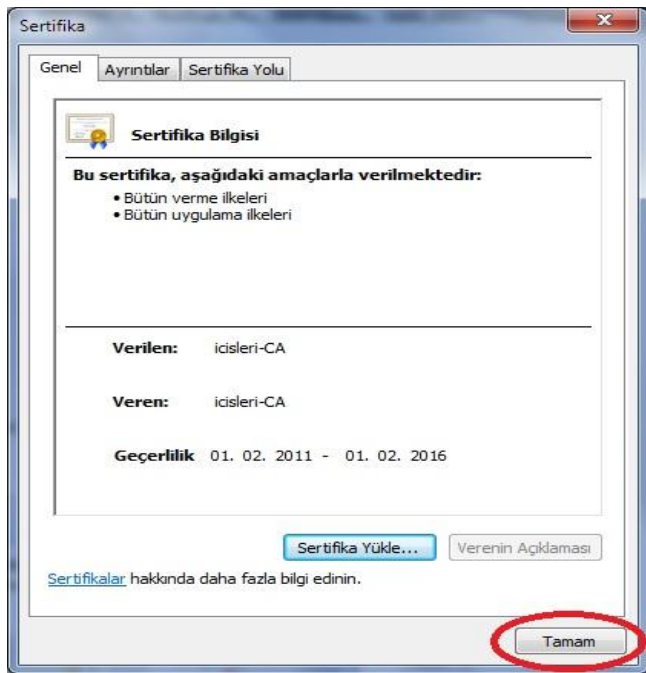 Sertifika
Genel Ayrıntılar Sertifika Yolu
Sertifika Bilgisi
Bu sertifika, aşağıdaki amaçlarla verilmektedir:
• Bütün verme ilkeleri
• Bütün uygulama ilkeleri
Verilen: icisleri-CA
Veren: icisleri-CA
Geçerlilik 01. 02. 2011 - 01. 02. 2016
Sertifika Yükle... Verenin Açıklaması
Sertifikalar hakkında daha fazla bilgi edinin.
Tamam